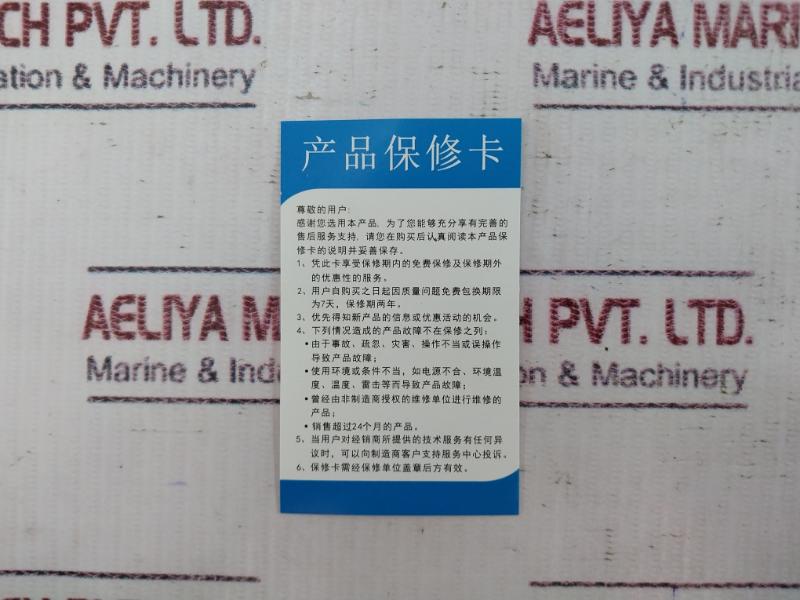 CH PVT. LTD.
AELIYA MARI
ation & Machinery
Marine & Industria
产品保修卡
尊敬的用户:
感谢您选用本产品, 为了您能够充分享有完善的
售后服务支持, 请您在购买后认真阅读本产品保
修卡的说明并妥善保存。
1、凭此卡享受保修期内的免费保修及保修期外
的优惠性的服务。
2、用户自购买之日起因质量问题免费包换期限
为7天, 保修期两年。
3、优先得知新产品的信息或优惠活动的机会。
4、下列情况造成的产品故障不在保修之列:
•由于事故、疏忽、灾害、操作不当或误操作
导致产品故障;
•使用环境或条件不当, 如电源不合、环境温
度、湿度、雷击等而导致产品故障;
•曾经由非制造商授权的维修单位进行维修的
产品;
•销售超过24个月的产品。
5、当用户对经销商所提供的技术服务有任何异
议时, 可以向制造商客户支持服务中心投诉。
6、保修卡需经保修单位盖章后方有效。
AELIYA M
CH PVT. LTD.
Marine & Indu
on & Machinery